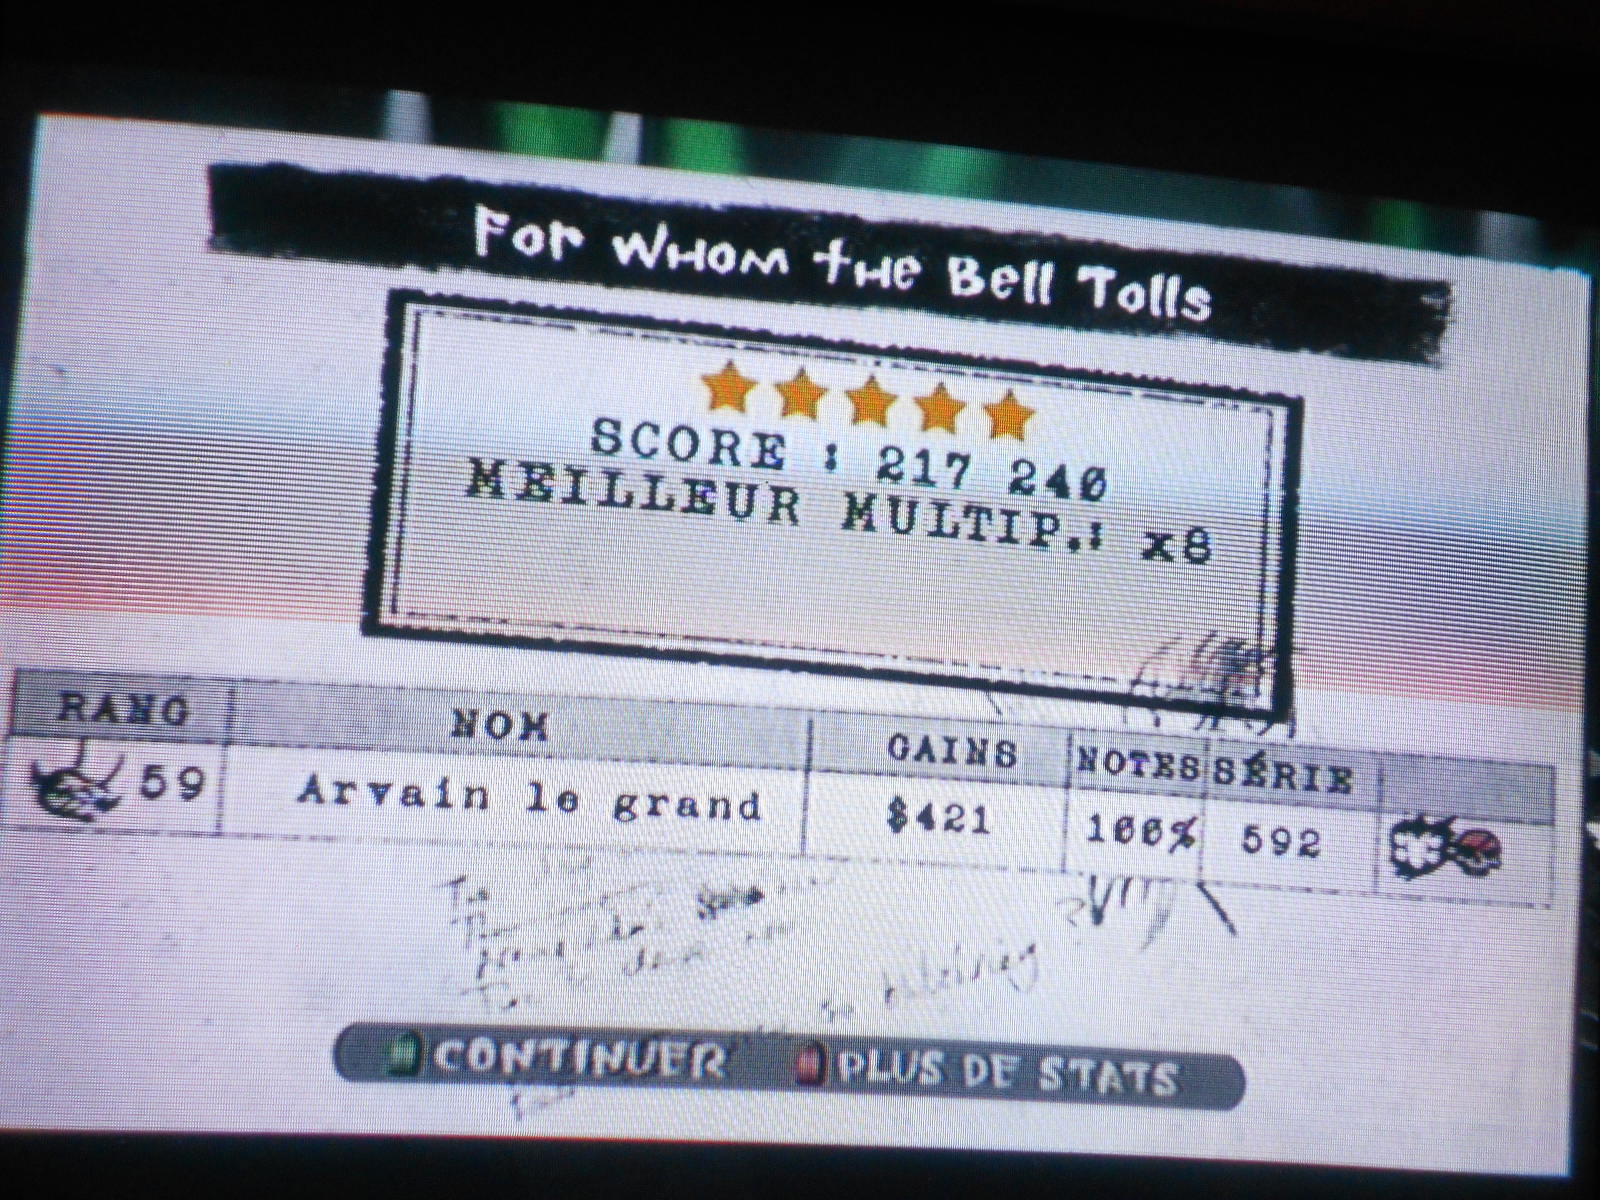 For Whom the Bell Tolls
SCORE : 217 240
MEILLEUR MULTIP.: x8
RANG NOM GAINS NOTES SÉRIE
59 Arvain le grand $421 100% 592
CONTINUER PLUS DE STATS